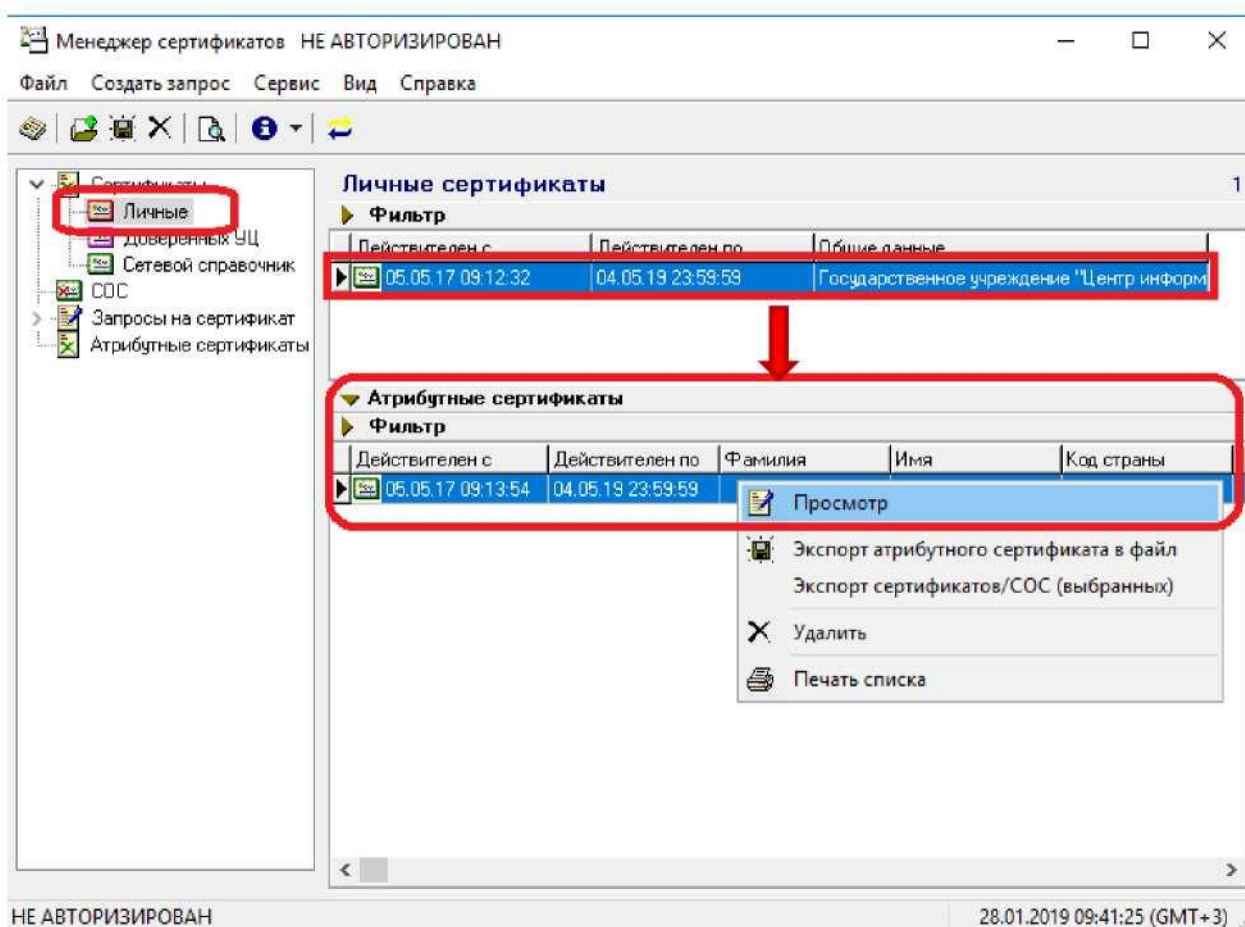 Менеджер сертификатов НЕ АВТОРИЗИРОВАН
Файл Создать запрос Сервис Вид Справка
Сертификаты
Личные
Доверенных УЦ
Сетевой справочник
СОС
Запросы на сертификат
Атрибутные сертификаты
Личные сертификаты 1
Фильтр
Действителен с Действителен по Общие данные
05.05.17 09:12:32 04.05.19 23:59:59 Государственное учреждение "Центр информ
Атрибутные сертификаты
Фильтр
Действителен с Действителен по Фамилия Имя Код страны
05.05.17 09:13:54 04.05.19 23:59:59
Просмотр
Экспорт атрибутного сертификата в файл
Экспорт сертификатов/СОС (выбранных)
Удалить
Печать списка
НЕ АВТОРИЗИРОВАН 28.01.2019 09:41:25 (GMT+3)